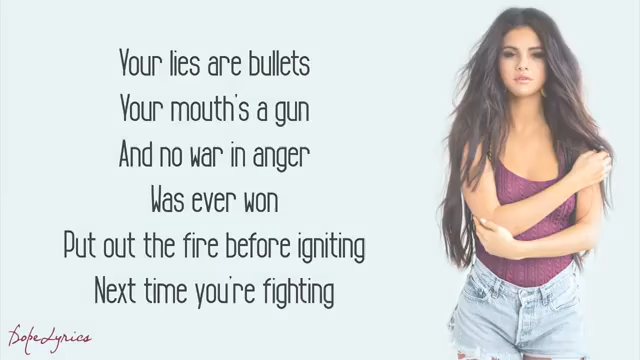 Your lies are bullets
Your mouth's a gun
And no war in anger
Was ever won
Put out the fire before igniting
Next time you're fighting
DopeLyrics